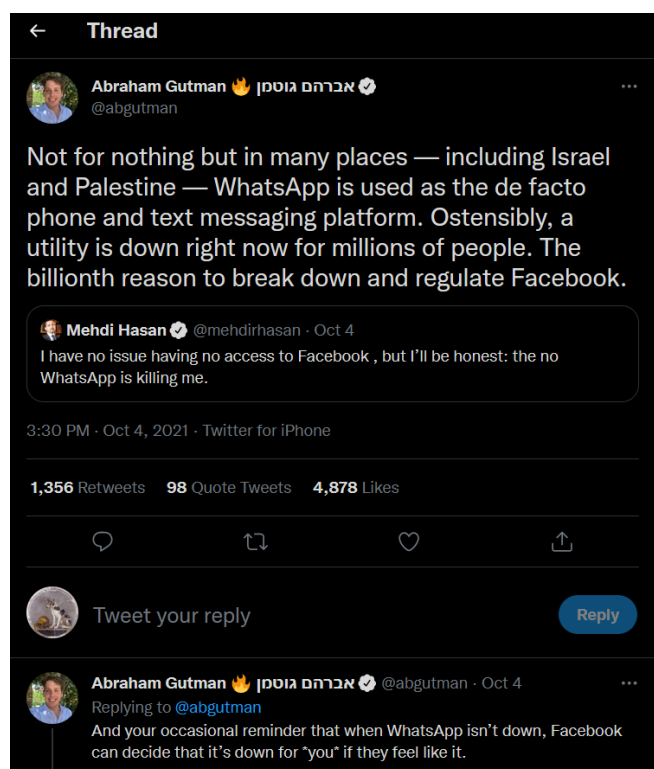 Thread
Abraham Gutman 🔥 אברהם גוטמן
@abgutman
Not for nothing but in many places — including Israel
and Palestine — WhatsApp is used as the de facto
phone and text messaging platform. Ostensibly, a
utility is down right now for millions of people. The
billionth reason to break down and regulate Facebook.
Mehdi Hasan @mehdirhasan · Oct 4
I have no issue having no access to Facebook , but I’ll be honest: the no
WhatsApp is killing me.
3:30 PM · Oct 4, 2021 · Twitter for iPhone
1,356 Retweets 98 Quote Tweets 4,878 Likes
Tweet your reply
Reply
Abraham Gutman 🔥 אברהם גוטמן @abgutman · Oct 4
Replying to @abgutman
And your occasional reminder that when WhatsApp isn’t down, Facebook
can decide that it’s down for *you* if they feel like it.